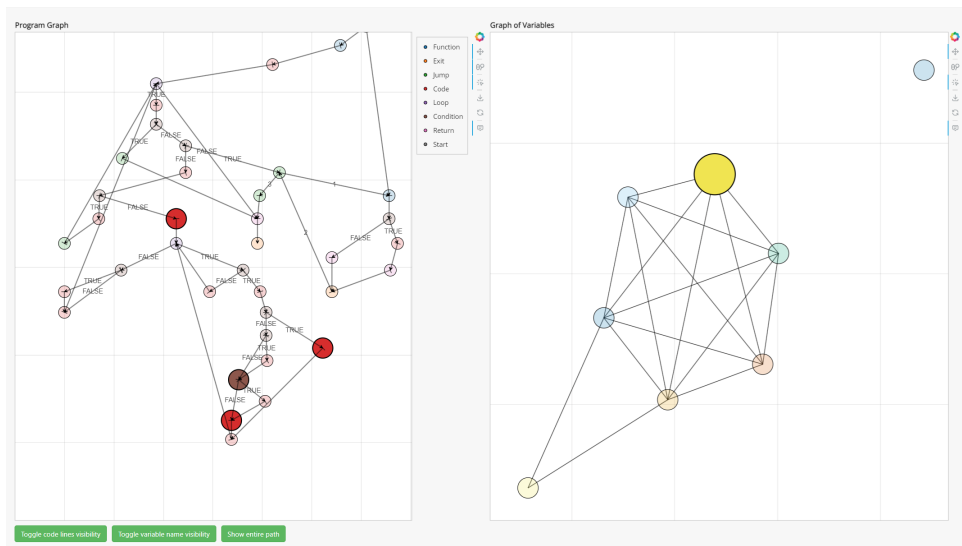 Program Graph
Graph of Variables
Function
Exit
Jump
Code
Loop
Condition
Return
Start
TRUE
TRUE
FALSE
FALSE
FALSE
TRUE
3
1
TRUE
FALSE
2
FALSE
TRUE
FALSE
TRUE
TRUE
FALSE
FALSE
TRUE
FALSE
TRUE
TRUE
FALSE
TRUE
FALSE
Toggle code lines visibility
Toggle variable name visibility
Show entire path